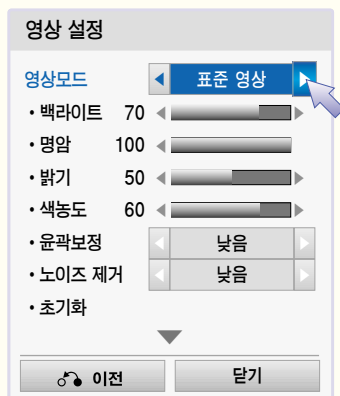 영상 설정
영상모드 표준 영상
• 백라이트 70
• 명암 100
• 밝기 50
• 색농도 60
• 윤곽보정 낮음
• 노이즈 제거 낮음
• 초기화
이전 닫기